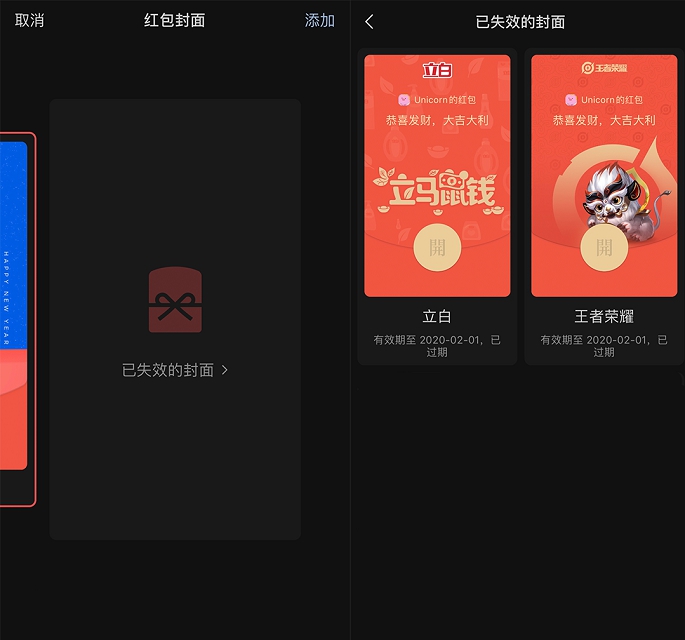 取消
红包封面
添加
HAPPY NEW YEAR
已失效的封面
已失效的封面
立白
Unicorn的红包
恭喜发财，大吉大利
立马鼠钱
開
立白
有效期至 2020-02-01，已
过期
王者荣耀
Unicorn的红包
恭喜发财，大吉大利
開
王者荣耀
有效期至 2020-02-01，已
过期